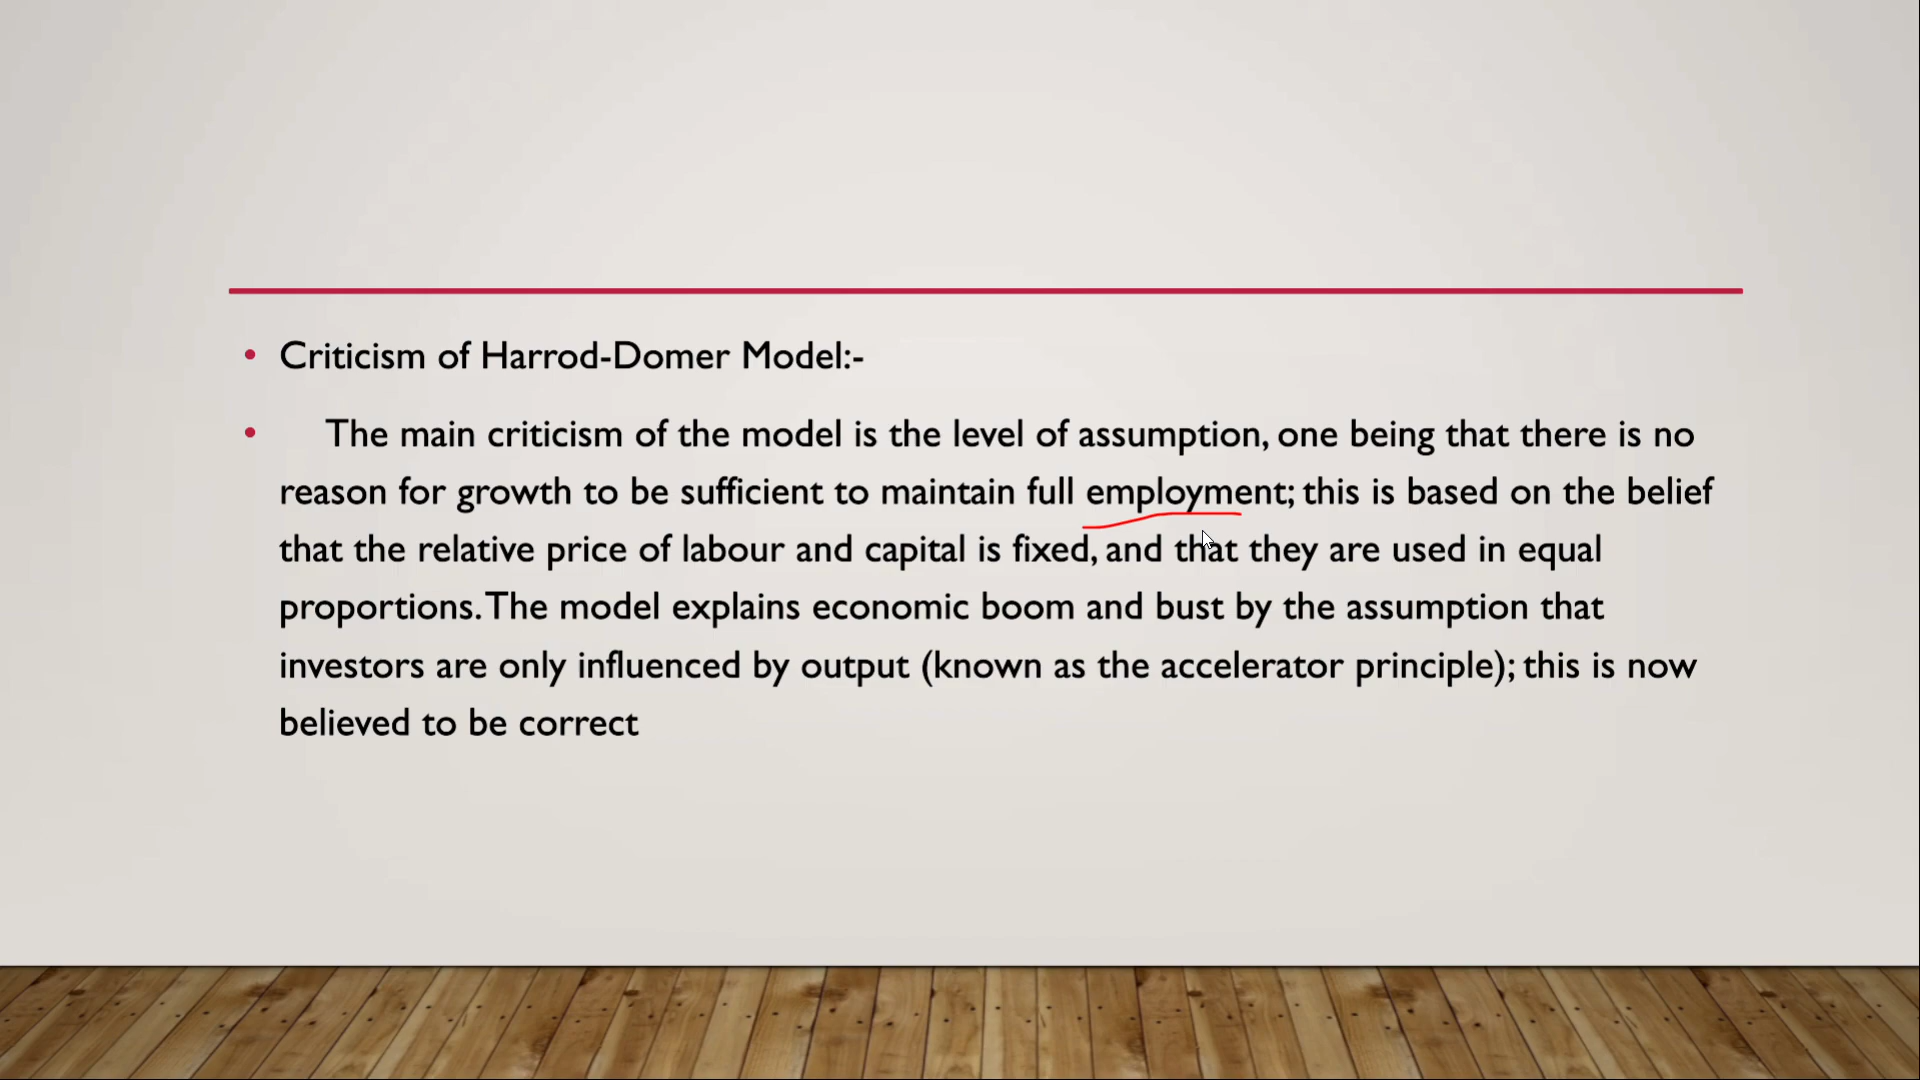 Criticism of Harrod-Domer Model:-
The main criticism of the model is the level of assumption, one being that there is no
reason for growth to be sufficient to maintain full employment; this is based on the belief
that the relative price of labour and capital is fixed, and that they are used in equal
proportions. The model explains economic boom and bust by the assumption that
investors are only influenced by output (known as the accelerator principle); this is now
believed to be correct